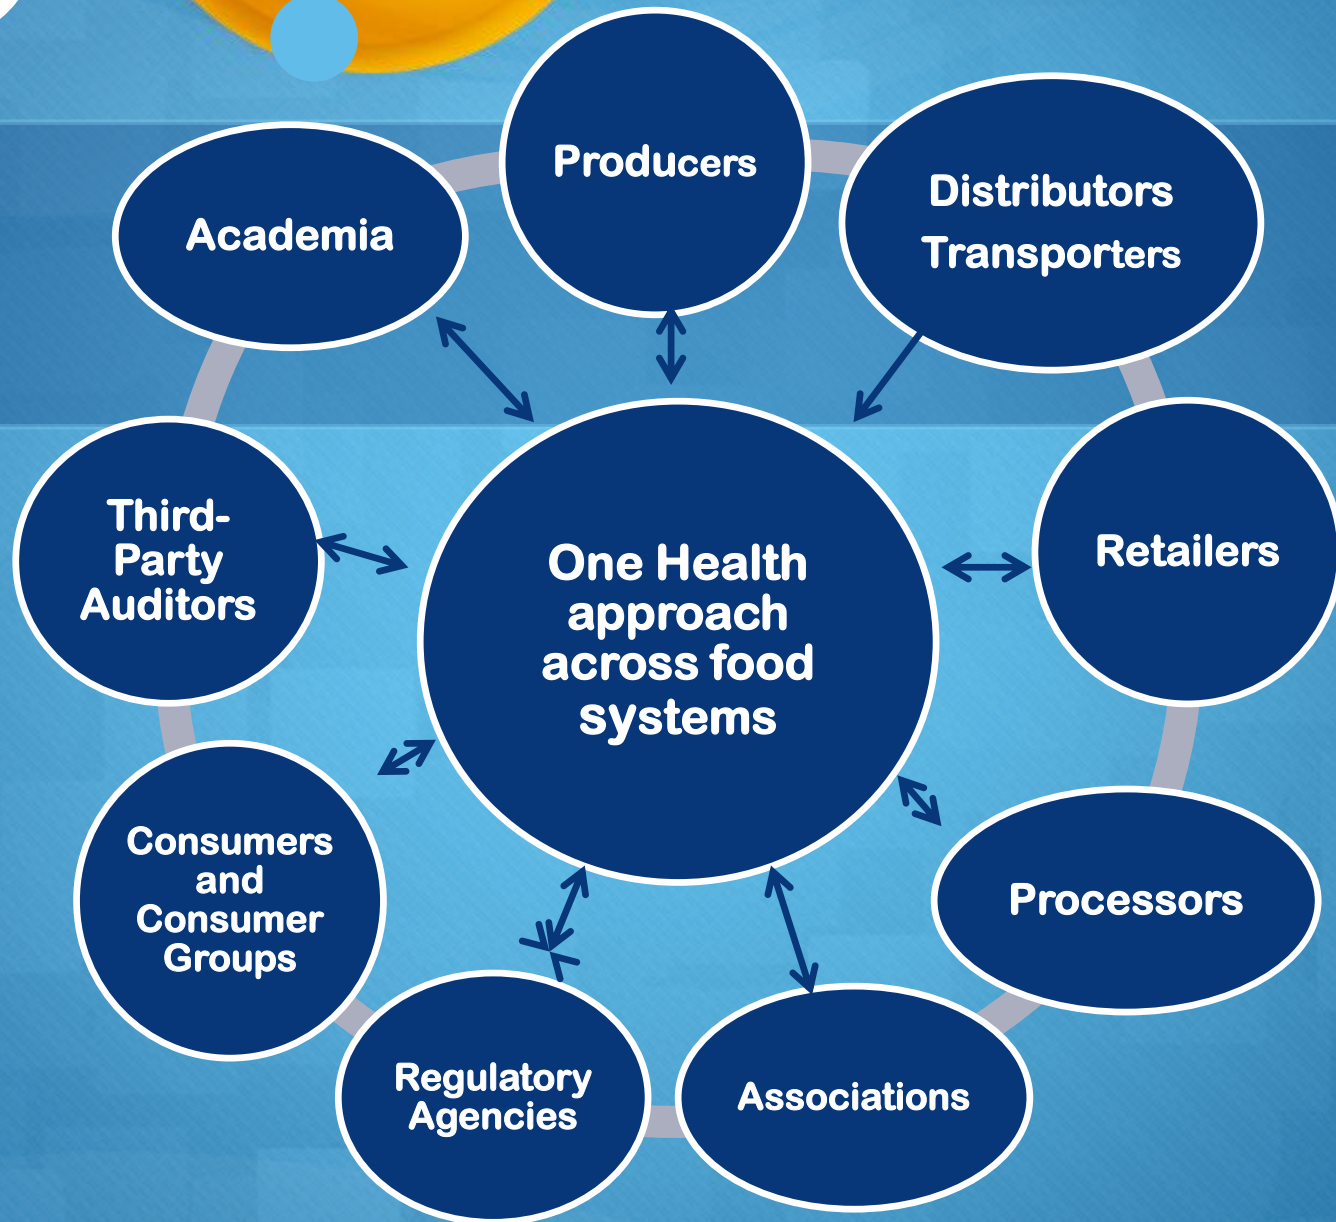 Producers
Distributors
Transporters
Academia
Retailers
Third-
Party
Auditors
One Health
approach
across food
systems
Processors
Consumers
and
Consumer
Groups
Regulatory
Agencies
Associations